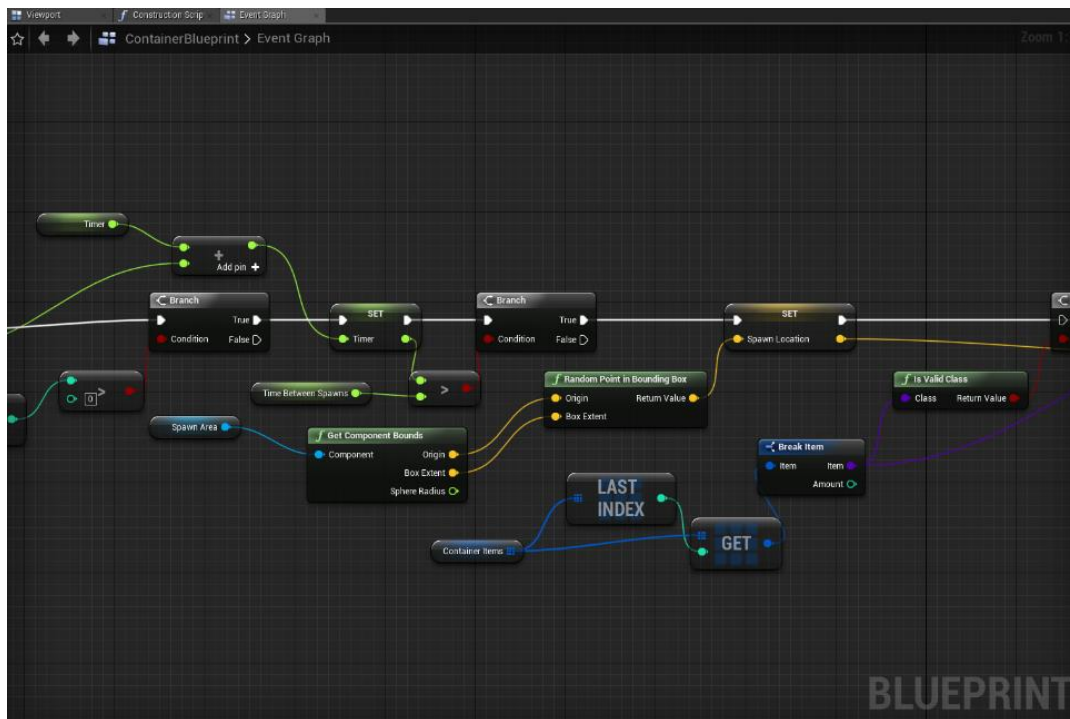 Viewport
Construction Scrip
Event Graph
ContainerBlueprint > Event Graph
Zoom 1:
Timer
+
Add pin +
Branch
True
Condition
False
SET
Timer
Branch
True
Condition
False
SET
Spawn Location
0
>
Time Between Spawns
>
Random Point in Bounding Box
Origin
Return Value
Box Extent
Is Valid Class
Class
Return Value
Spawn Area
Get Component Bounds
Component
Origin
Box Extent
Sphere Radius
Break Item
Item
Item
Amount
LAST
INDEX
GET
Container Items
BLUEPRINT